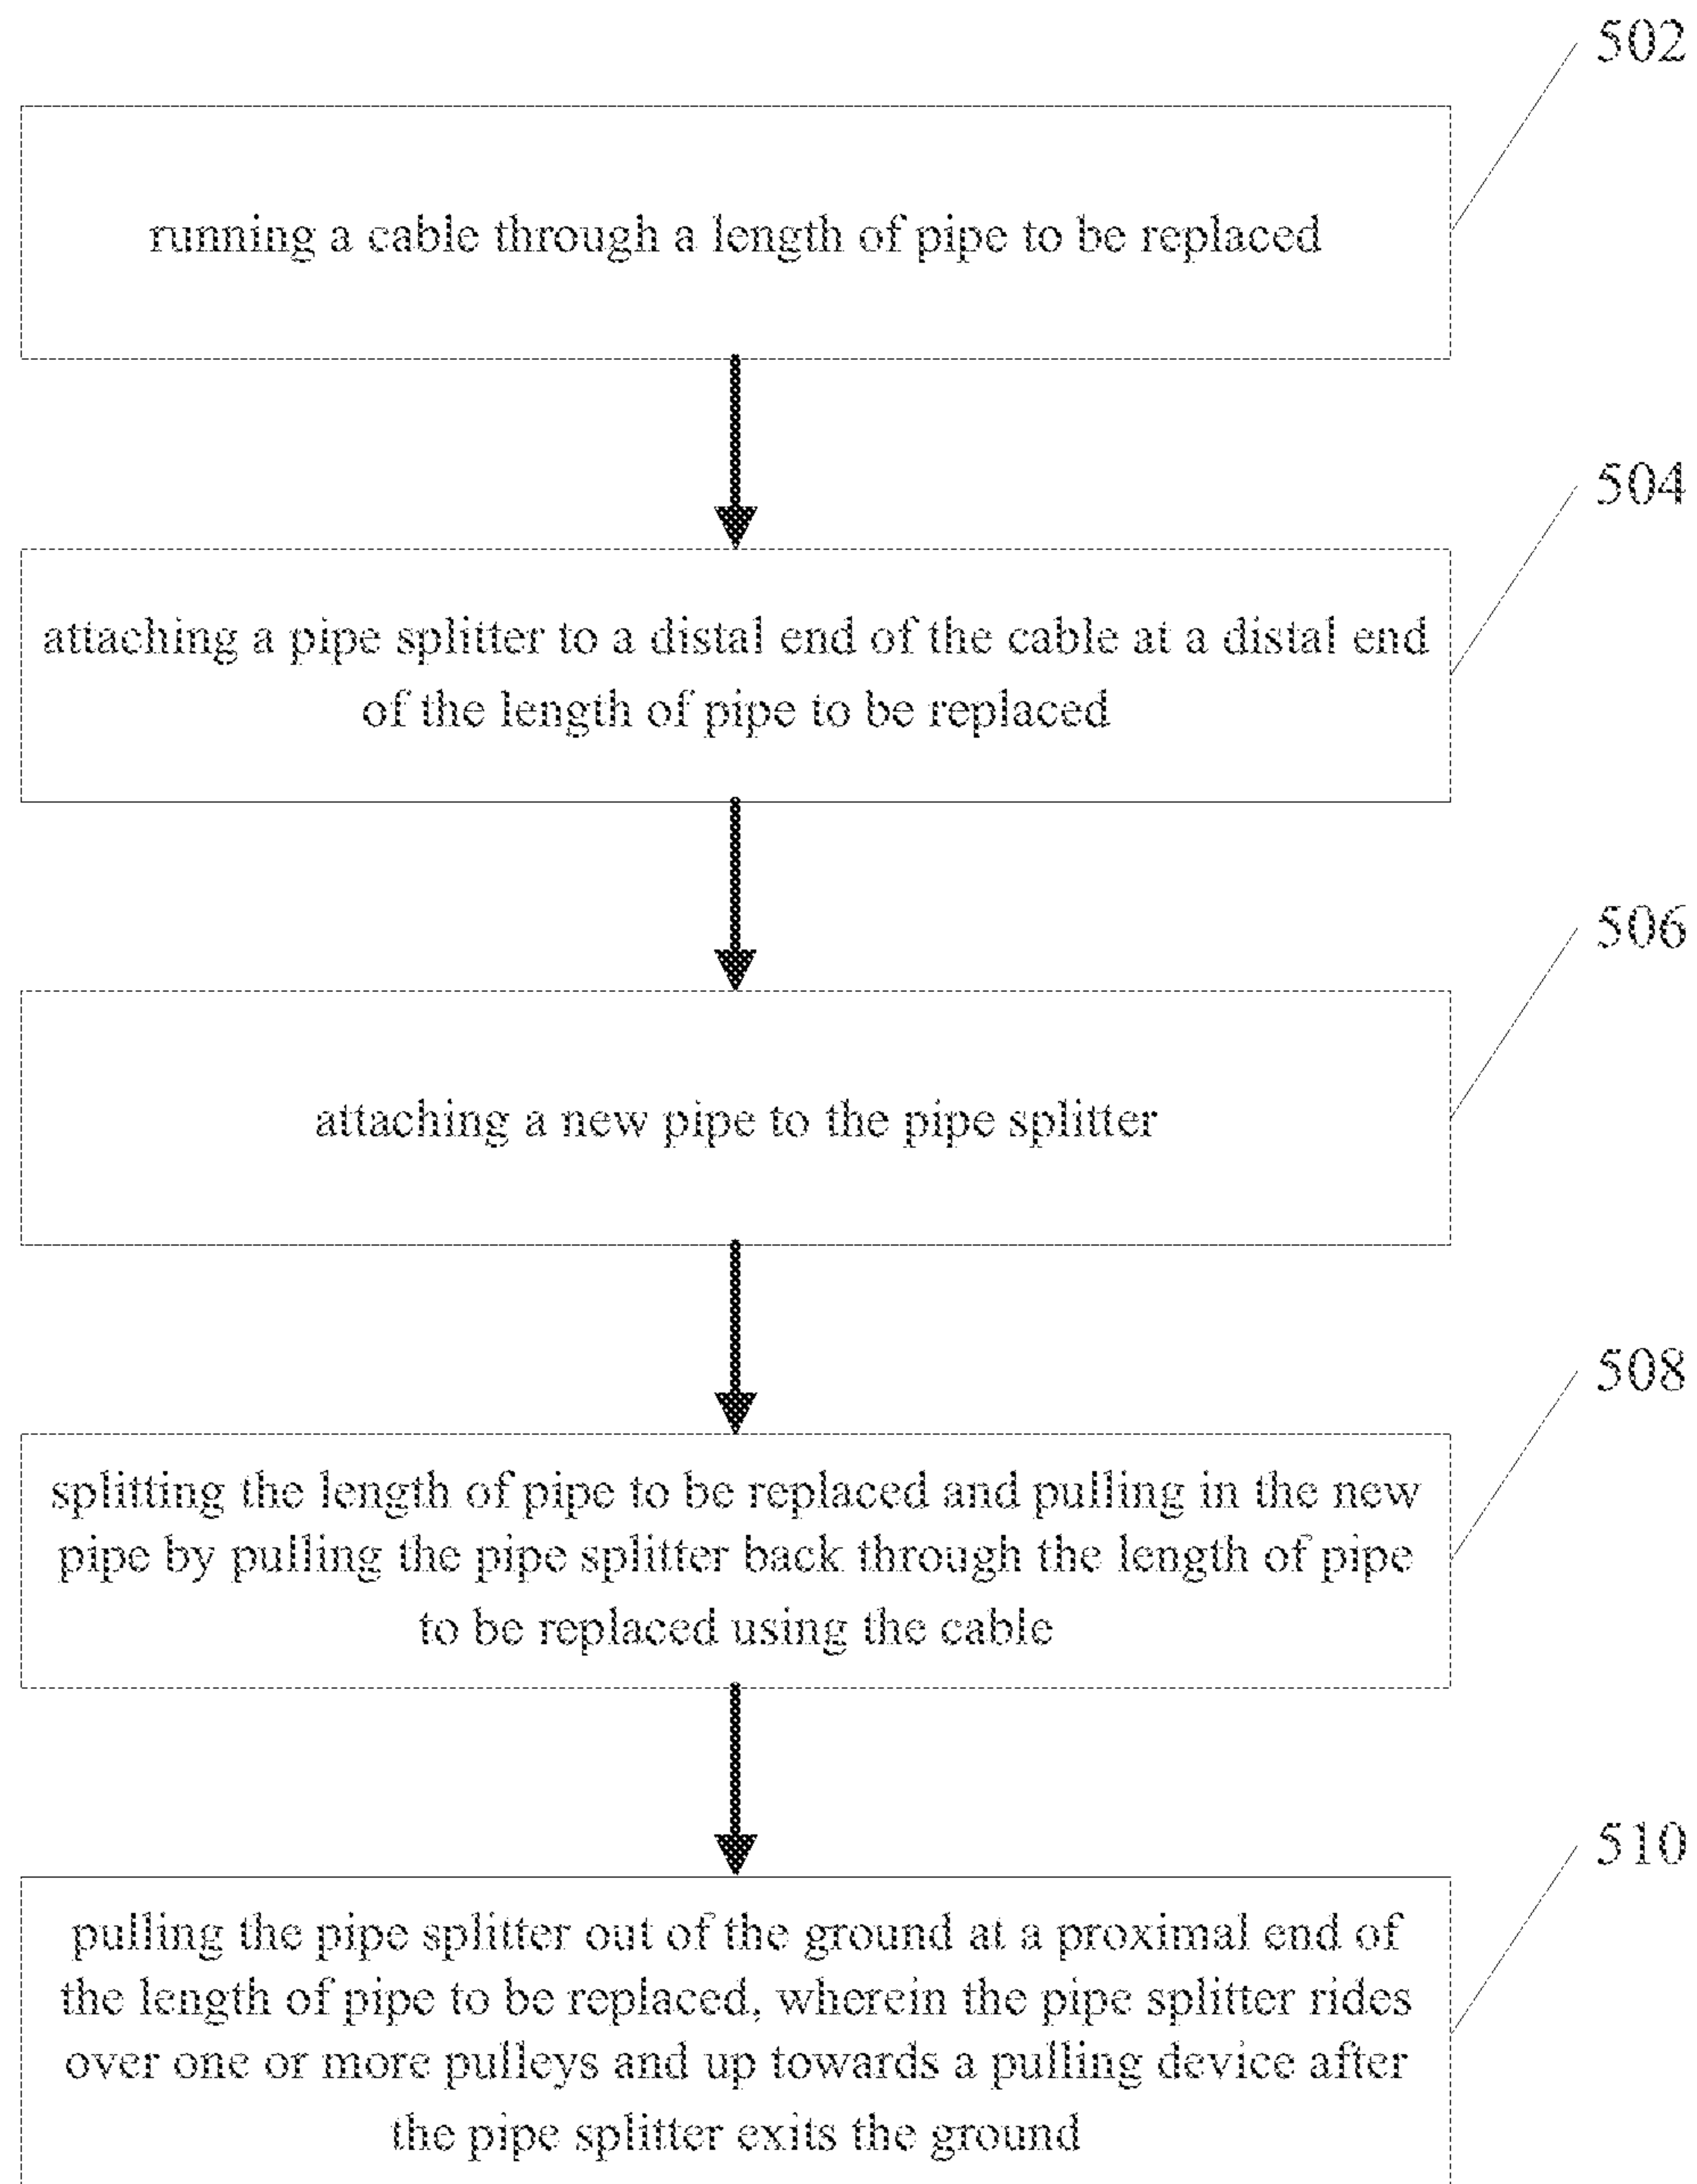 502
running a cable through a length of pipe to be replaced
504
attaching a pipe splitter to a distal end of the cable at a distal end
of the length of pipe to be replaced
506
attaching a new pipe to the pipe splitter
508
splitting the length of pipe to be replaced and pulling in the new
pipe by pulling the pipe splitter back through the length of pipe
to be replaced using the cable
510
pulling the pipe splitter out of the ground at a proximal end of
the length of pipe to be replaced, wherein the pipe splitter rides
over one or more pulleys and up towards a pulling device after
the pipe splitter exits the ground